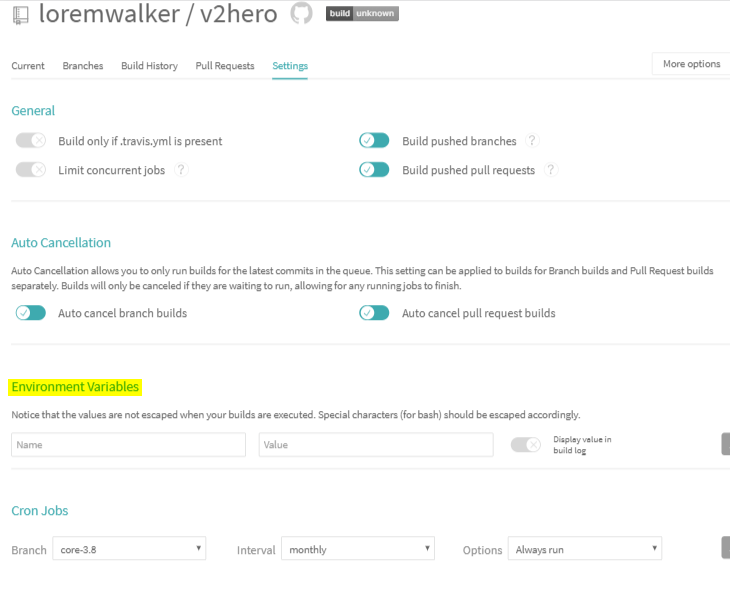 loremwalker / v2hero build unknown
Current Branches Build History Pull Requests Settings More options
General
Build only if .travis.yml is present Build pushed branches ?
Limit concurrent jobs ? Build pushed pull requests ?
Auto Cancellation
Auto Cancellation allows you to only run builds for the latest commits in the queue. This setting can be applied to builds for Branch builds and Pull Request builds
separately. Builds will only be canceled if they are waiting to run, allowing for any running jobs to finish.
Auto cancel branch builds Auto cancel pull request builds
Environment Variables
Notice that the values are not escaped when your builds are executed. Special characters (for bash) should be escaped accordingly.
Name Value Display value in
build log
Cron Jobs
Branch core-3.8 Interval monthly Options Always run